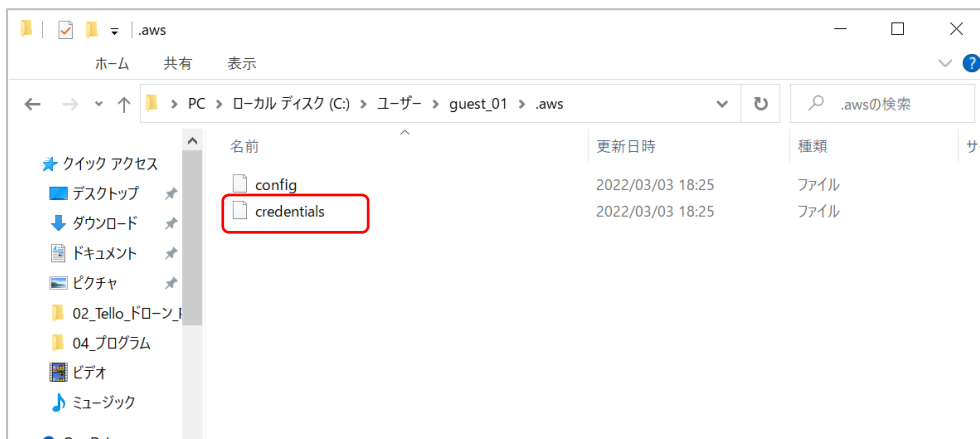 .aws
ホーム 共有 表示
PC > ローカル ディスク (C:) > ユーザー > guest_01 > .aws
.awsの検索
名前 更新日時 種類 サ
クイック アクセス
config 2022/03/03 18:25 ファイル
デスクトップ
credentials 2022/03/03 18:25 ファイル
ダウンロード
ドキュメント
ピクチャ
02_Tello_ドローン_
04_プログラム
ビデオ
ミュージック